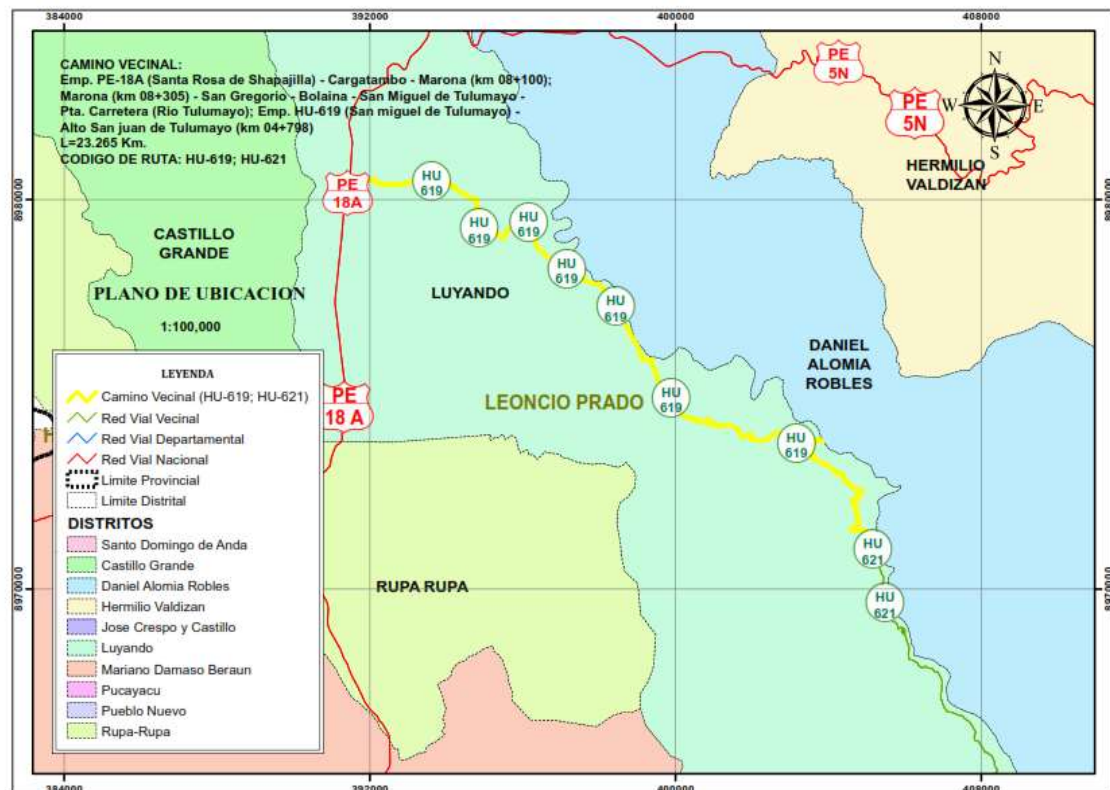 384000
392000
400000
408000
CAMINO VECINAL:
Emp. PE-18A (Santa Rosa de Shapajilla) - Cargatambo - Marona (km 08+100);
Marona (km 08+305) - San Gregorio - Bolaina - San Miguel de Tulumayo -
Pta. Carretera (Rio Tulumayo); Emp. HU-619 (San miguel de Tulumayo) -
Alto San juan de Tulumayo (km 04+798)
L=23.265 Km.
CODIGO DE RUTA: HU-619; HU-621
PE
5N
PE
5N
N
W
E
S
HERMILIO
VALDIZAN
8980000
8980000
PE
18A
HU
619
HU
619
HU
619
HU
619
HU
619
CASTILLO
GRANDE
PLANO DE UBICACION
1:100,000
LUYANDO
DANIEL
ALOMIA
ROBLES
LEONCIO PRADO
PE
18 A
HU
619
HU
619
HU
621
HU
621
RUPA RUPA
8970000
8970000
H
LEYENDA
Camino Vecinal (HU-619; HU-621)
Red Vial Vecinal
Red Vial Departamental
Red Vial Nacional
Limite Provincial
Limite Distrital
DISTRITOS
Santo Domingo de Anda
Castillo Grande
Daniel Alomia Robles
Hermilio Valdizan
Jose Crespo y Castillo
Luyando
Mariano Damaso Beraun
Pucayacu
Pueblo Nuevo
Rupa-Rupa
384000
392000
400000
408000